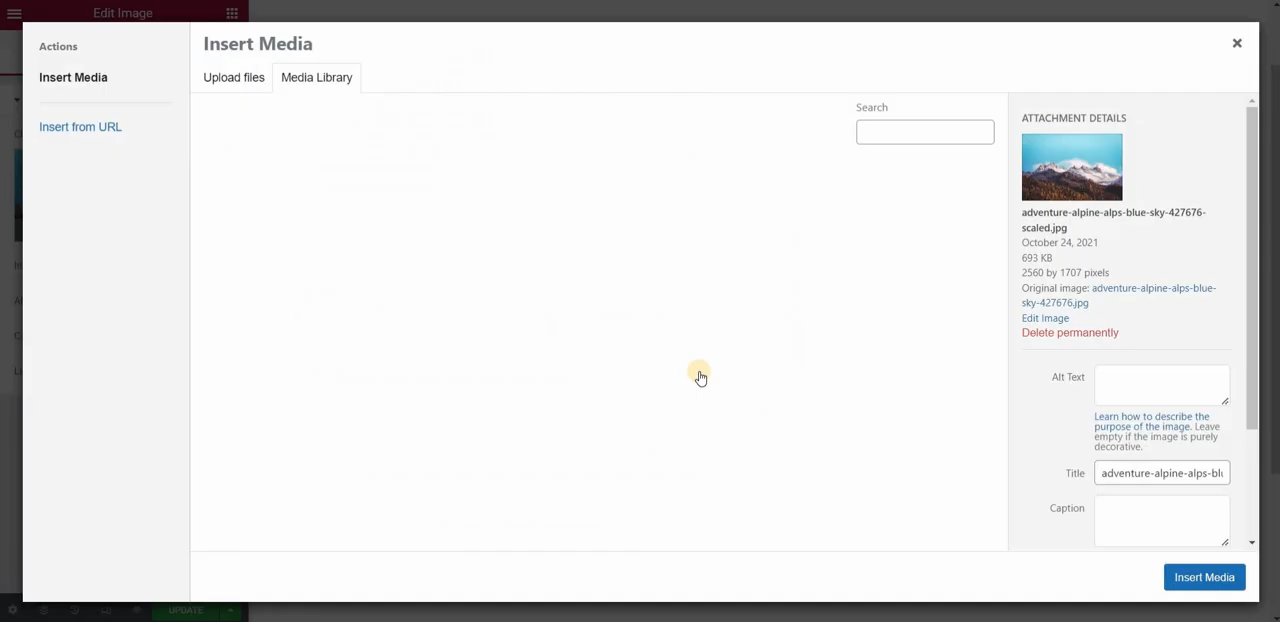 Edit Image
Actions
Insert Media
Insert from URL
Insert Media
Upload files
Media Library
Search
ATTACHMENT DETAILS
adventure-alpine-alps-blue-sky-427676-
scaled.jpg
October 24, 2021
693 KB
2560 by 1707 pixels
Original image: adventure-alpine-alps-blue-
sky-427676.jpg
Edit Image
Delete permanently
Alt Text
Learn how to describe the
purpose of the image. Leave
empty if the image is purely
decorative.
Title
adventure-alpine-alps-blu
Caption
Insert Media
UPDATE